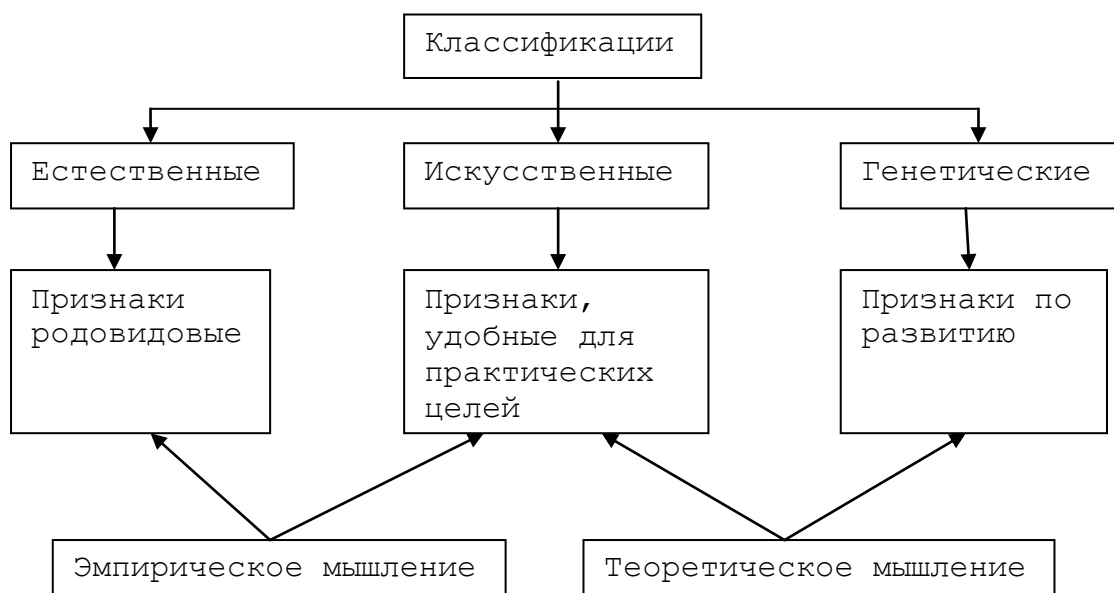 Классификации
Естественные
Искусственные
Генетические
Признаки
родовидовые
Признаки,
удобные для
практических
целей
Признаки по
развитию
Эмпирическое мышление
Теоретическое мышление